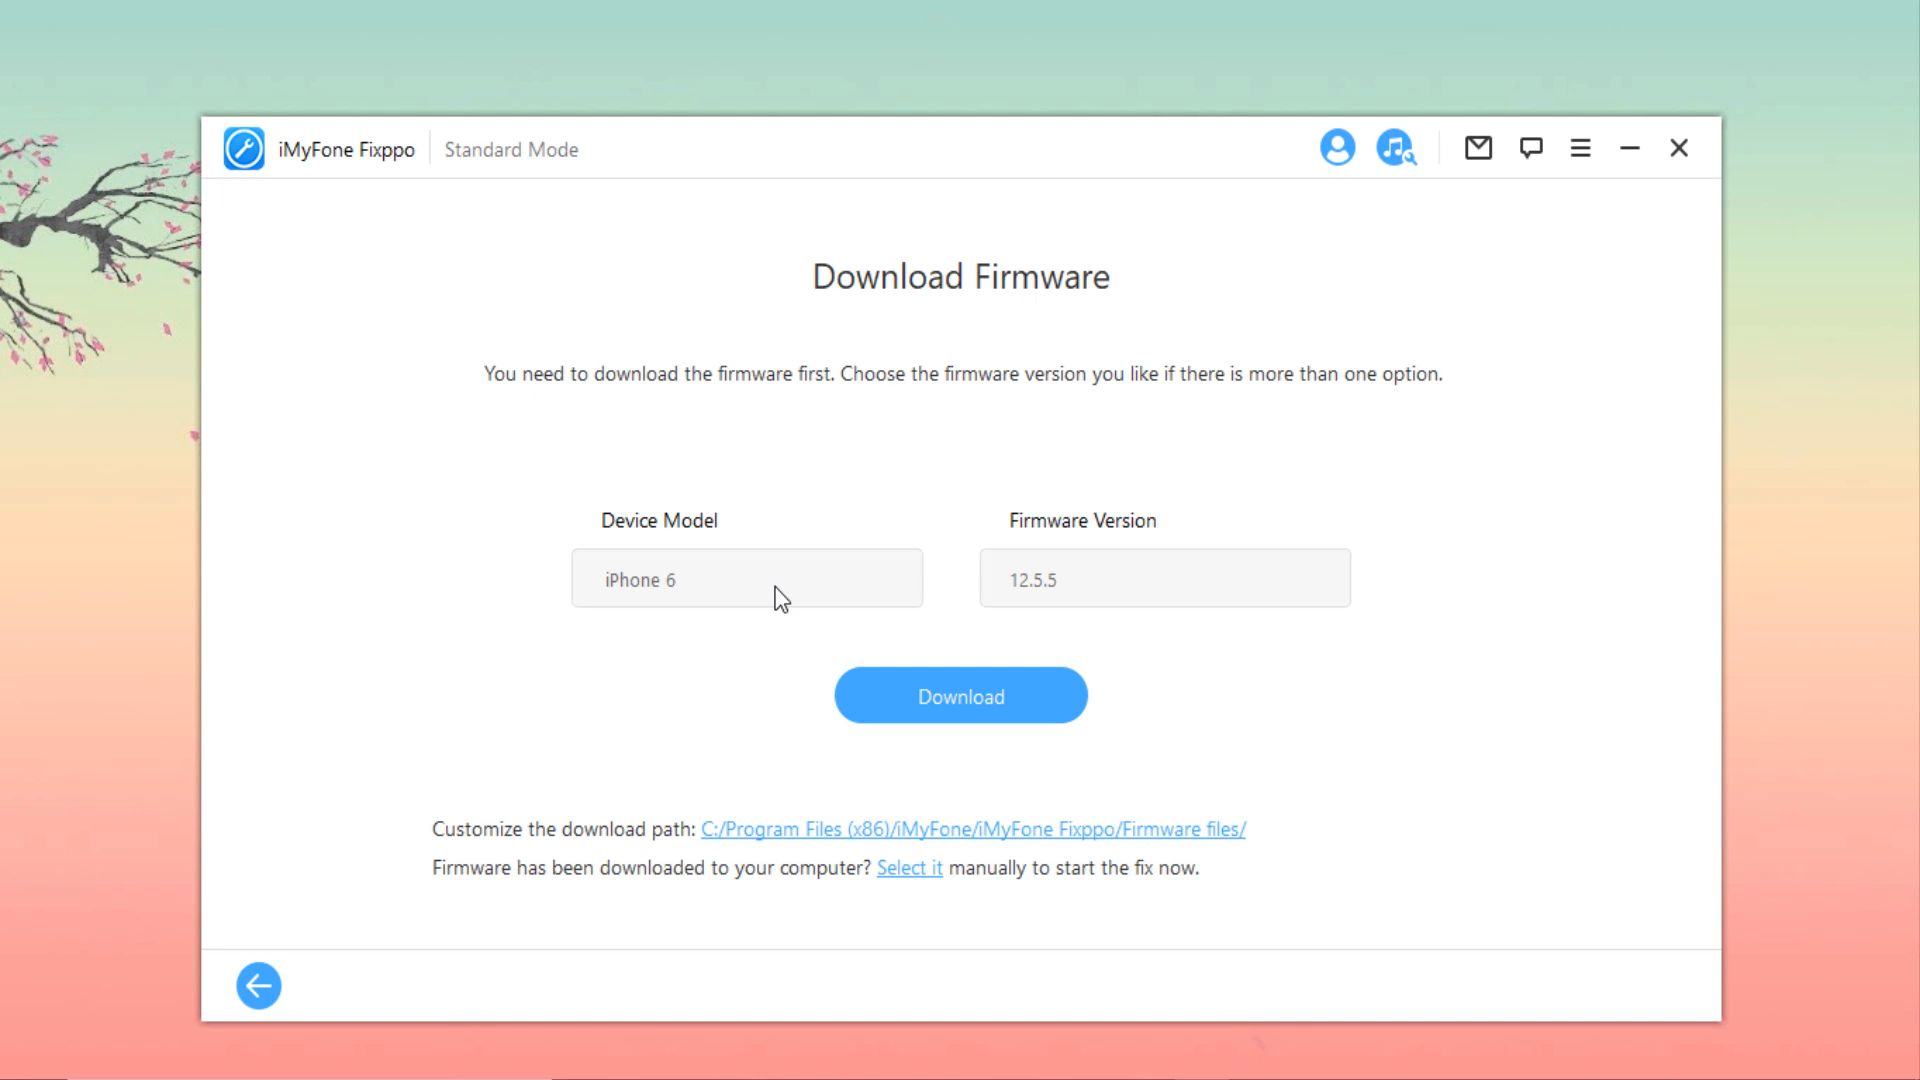 iMyFone Fixppo
Standard Mode
Download Firmware
You need to download the firmware first. Choose the firmware version you like if there is more than one option.
Device Model
Firmware Version
iPhone 6
12.5.5
Download
Customize the download path: C:/Program Files (x86)/iMyFone/iMyFone Fixppo/Firmware files/
Firmware has been downloaded to your computer? Select it manually to start the fix now.